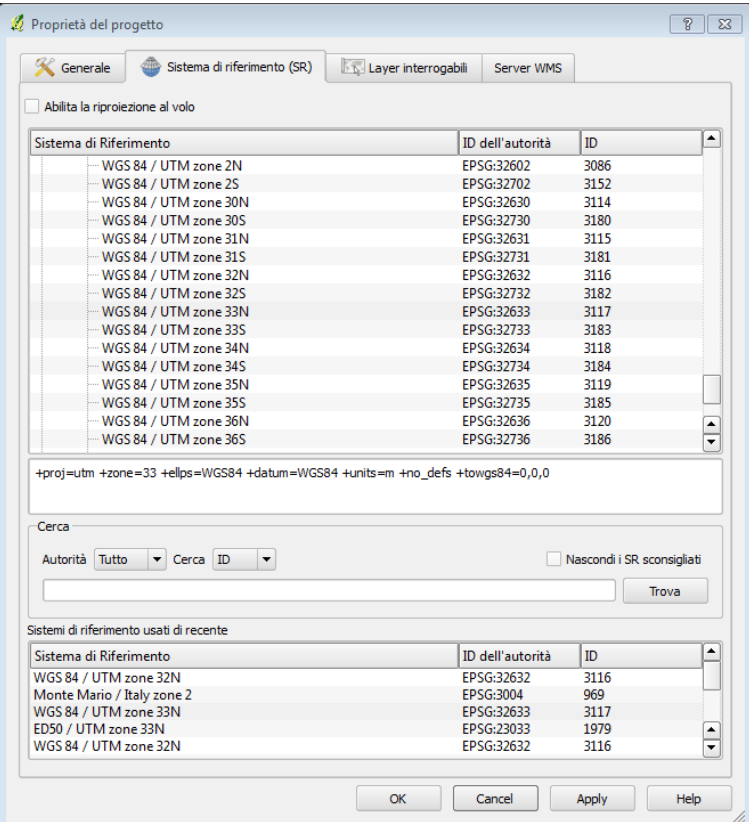 Proprietà del progetto
Generale Sistema di riferimento (SR) Layer interrogabili Server WMS
Abilita la riproiezione al volo
Sistema di Riferimento ID dell'autorità ID
WGS 84 / UTM zone 2N EPSG:32602 3086
WGS 84 / UTM zone 2S EPSG:32702 3152
WGS 84 / UTM zone 30N EPSG:32630 3114
WGS 84 / UTM zone 30S EPSG:32730 3180
WGS 84 / UTM zone 31N EPSG:32631 3115
WGS 84 / UTM zone 31S EPSG:32731 3181
WGS 84 / UTM zone 32N EPSG:32632 3116
WGS 84 / UTM zone 32S EPSG:32732 3182
WGS 84 / UTM zone 33N EPSG:32633 3117
WGS 84 / UTM zone 33S EPSG:32733 3183
WGS 84 / UTM zone 34N EPSG:32634 3118
WGS 84 / UTM zone 34S EPSG:32734 3184
WGS 84 / UTM zone 35N EPSG:32635 3119
WGS 84 / UTM zone 35S EPSG:32735 3185
WGS 84 / UTM zone 36N EPSG:32636 3120
WGS 84 / UTM zone 36S EPSG:32736 3186
+proj=utm +zone=33 +ellps=WGS84 +datum=WGS84 +units=m +no_defs +towgs84=0,0,0
Cerca
Autorità Tutto Cerca ID Nascondi i SR sconsigliati
Trova
Sistemi di riferimento usati di recente
Sistema di Riferimento ID dell'autorità ID
WGS 84 / UTM zone 32N EPSG:32632 3116
Monte Mario / Italy zone 2 EPSG:3004 969
WGS 84 / UTM zone 33N EPSG:32633 3117
ED50 / UTM zone 33N EPSG:23033 1979
WGS 84 / UTM zone 32N EPSG:32632 3116
OK Cancel Apply Help